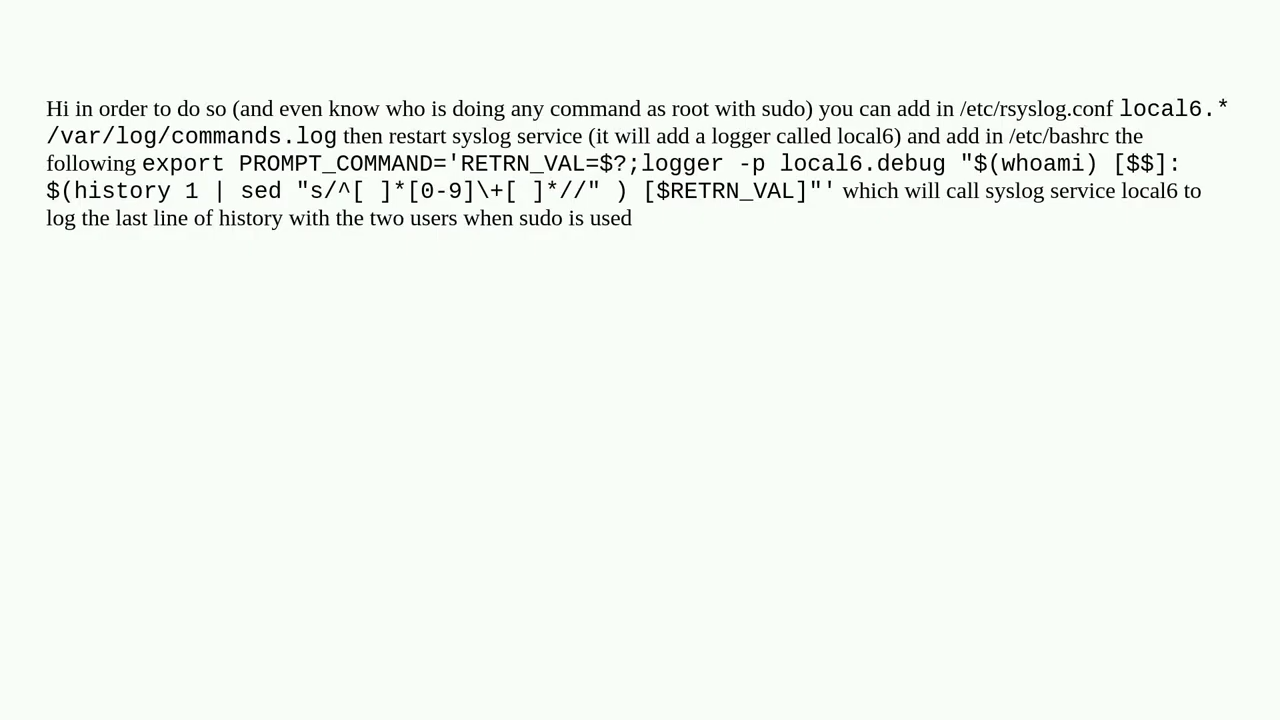 Hi in order to do so (and even know who is doing any command as root with sudo) you can add in /etc/rsyslog.conf local6.*
/var/log/commands.log then restart syslog service (it will add a logger called local6) and add in /etc/bashrc the
following export PROMPT_COMMAND='RETRN_VAL=$?;logger -p local6.debug "$(whoami) [$$]:
$(history 1 | sed "s/^[ ]*[0-9]\+[ ]*//" ) [$RETRN_VAL]"' which will call syslog service local6 to
log the last line of history with the two users when sudo is used